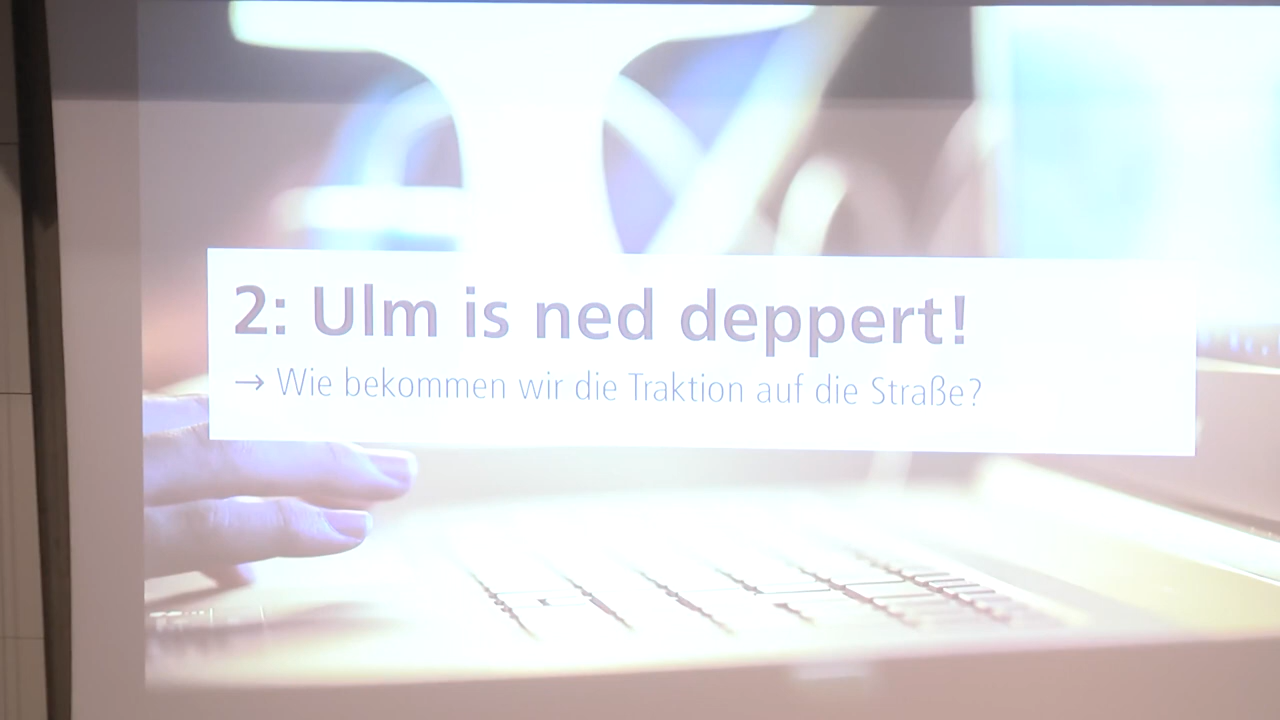 2: Ulm is ned deppert!
→ Wie bekommen wir die Traktion auf die Straße?